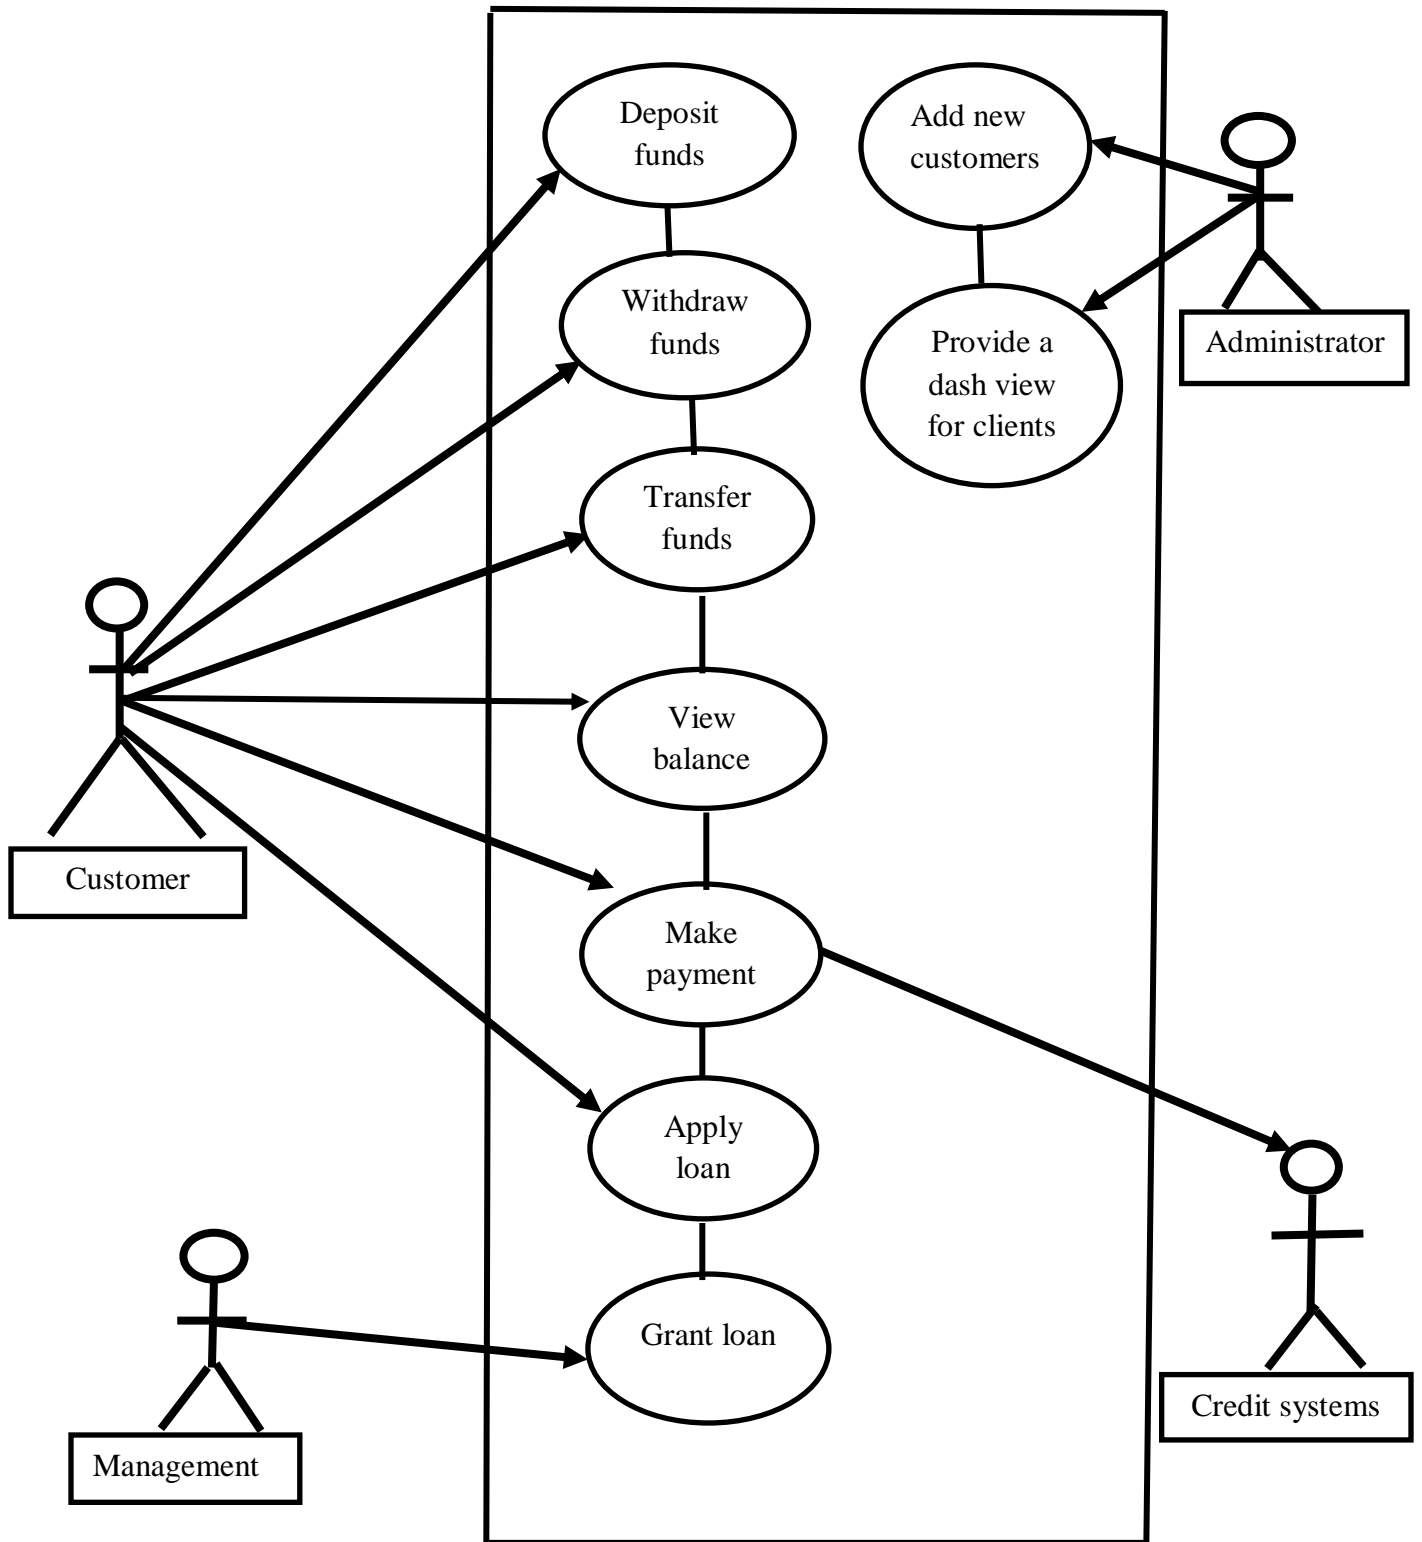 Deposit
funds
Add new
customers
Withdraw
funds
Provide a
dash view
for clients
Administrator
Transfer
funds
View
balance
Customer
Make
payment
Apply
loan
Grant loan
Credit systems
Management